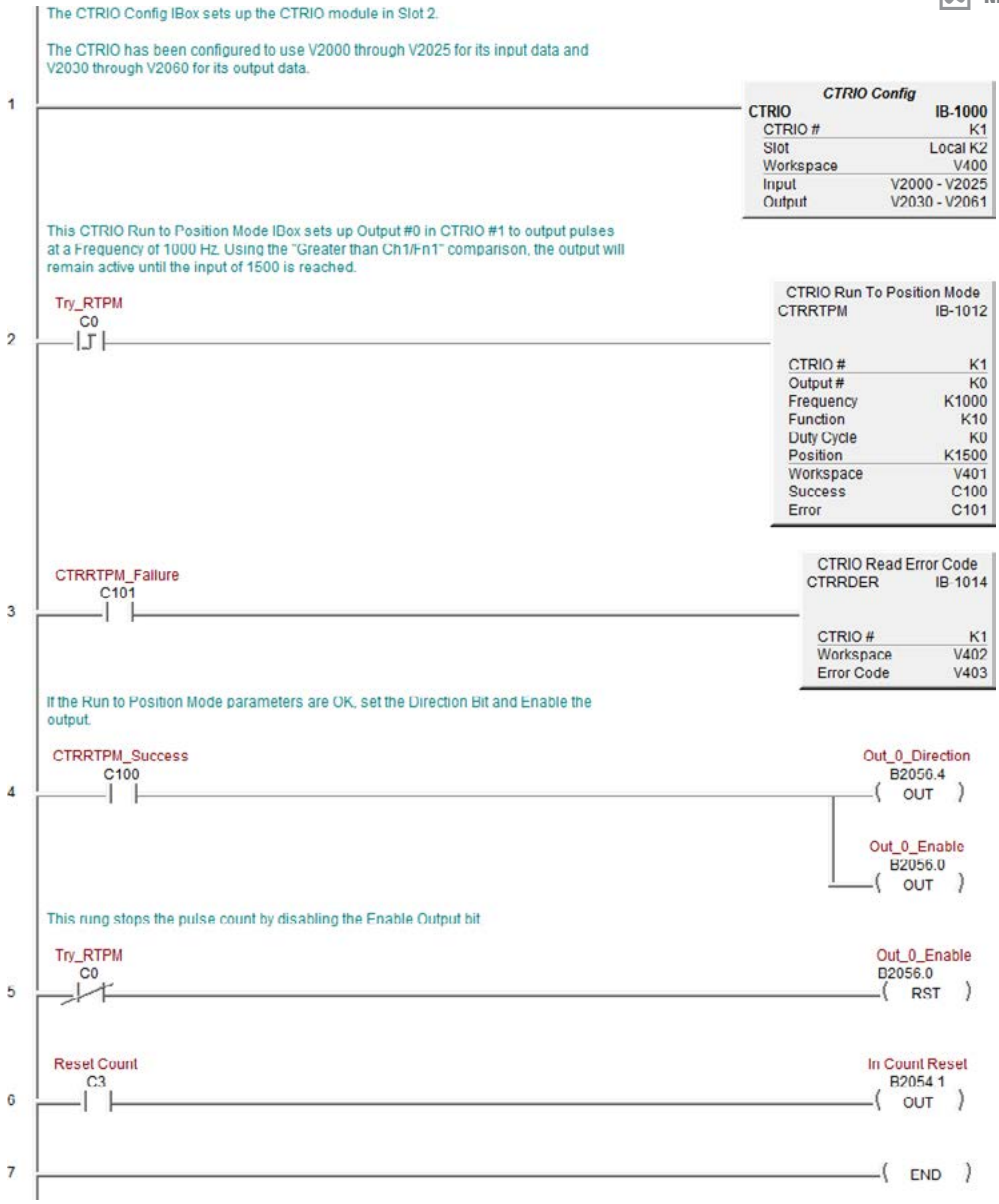 The CTRIO Config IBox sets up the CTRIO module in Slot 2.
The CTRIO has been configured to use V2000 through V2025 for its input data and
V2030 through V2060 for its output data.
1
CTRIO Config
CTRIO IB-1000
CTRIO # K1
Slot Local K2
Workspace V400
Input V2000 - V2025
Output V2030 - V2061
This CTRIO Run to Position Mode IBox sets up Output #0 in CTRIO #1 to output pulses
at a Frequency of 1000 Hz. Using the "Greater than Ch1/Fn1" comparison, the output will
remain active until the input of 1500 is reached.
Try_RTPM
C0
2
CTRIO Run To Position Mode
CTRRTPM IB-1012
CTRIO # K1
Output # K0
Frequency K1000
Function K10
Duty Cycle K0
Position K1500
Workspace V401
Success C100
Error C101
CTRRTPM_Failure
C101
3
CTRIO Read Error Code
CTRRDER IB-1014
CTRIO # K1
Workspace V402
Error Code V403
If the Run to Position Mode parameters are OK, set the Direction Bit and Enable the
output.
CTRRTPM_Success
C100
4
Out_0_Direction
B2056.4
( OUT )
Out_0_Enable
B2056.0
( OUT )
This rung stops the pulse count by disabling the Enable Output bit
Try_RTPM
C0
5
Out_0_Enable
B2056.0
( RST )
Reset Count
C3
6
In Count Reset
B2054.1
( OUT )
7
( END )